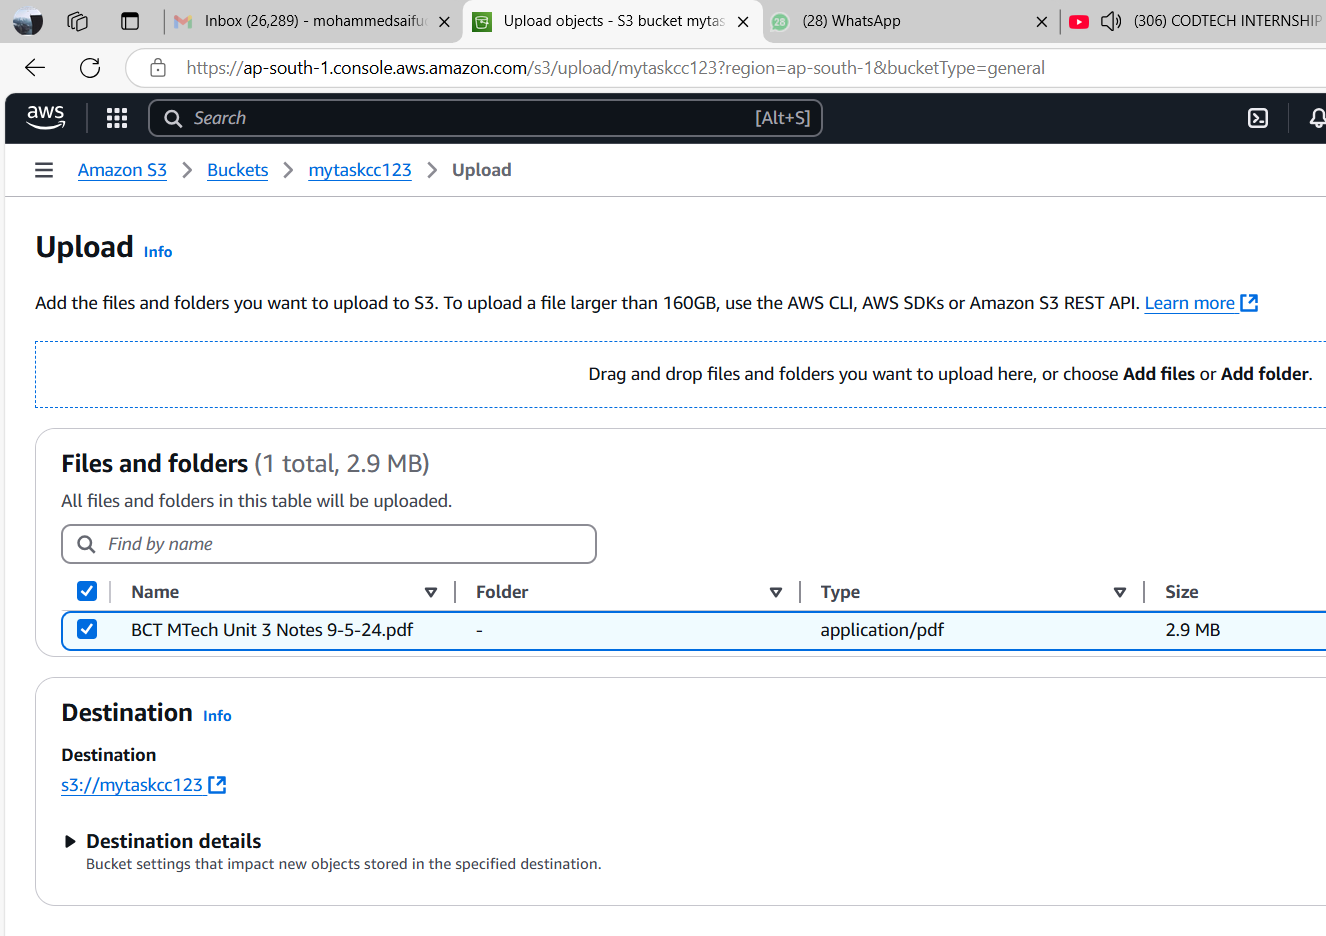 Inbox (26,289) - mohammedsaifu
Upload objects - S3 bucket mytas
28
(28) WhatsApp
(306) CODTECH INTERNSHIP
https://ap-south-1.console.aws.amazon.com/s3/upload/mytaskcc123?region=ap-south-1&bucketType=general
aws
Search
[Alt+S]
Amazon S3 > Buckets > mytaskcc123 > Upload
Upload Info
Add the files and folders you want to upload to S3. To upload a file larger than 160GB, use the AWS CLI, AWS SDKs or Amazon S3 REST API. Learn more
Drag and drop files and folders you want to upload here, or choose Add files or Add folder.
Files and folders (1 total, 2.9 MB)
All files and folders in this table will be uploaded.
Find by name
Name Folder Type Size
BCT MTech Unit 3 Notes 9-5-24.pdf - application/pdf 2.9 MB
Destination Info
Destination
s3://mytaskcc123
Destination details
Bucket settings that impact new objects stored in the specified destination.